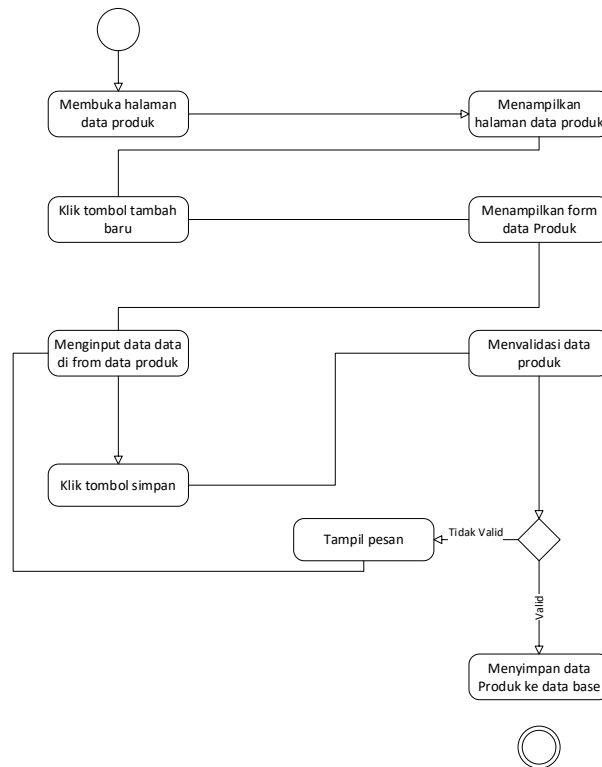 Membuka halaman
data produk
Menampilkan
halaman data produk
Klik tombol tambah
baru
Menampilkan form
data Produk
Menginput data data
di from data produk
Menvalidasi data
produk
Klik tombol simpan
Tampil pesan
Tidak Valid
Valid
Menyimpan data
Produk ke data base